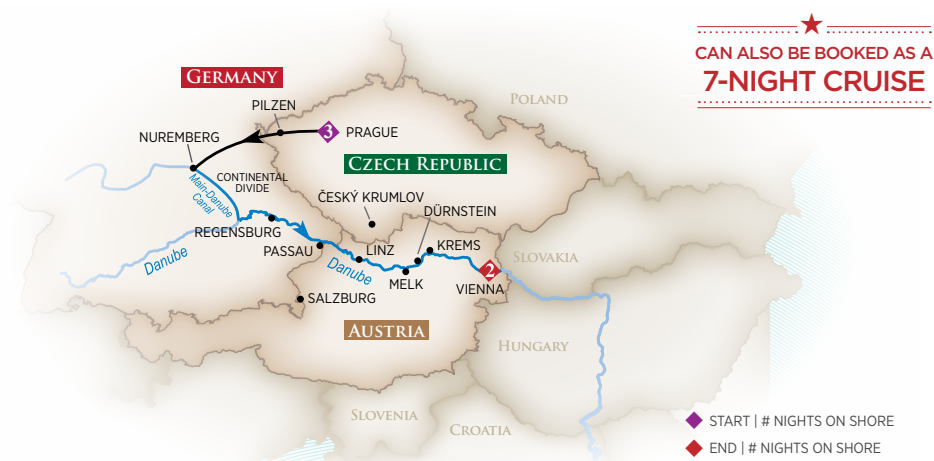 CAN ALSO BE BOOKED AS A
7-NIGHT CRUISE
GERMANY
POLAND
PILZEN
3
PRAGUE
NUREMBERG
CZECH REPUBLIC
CONTINENTAL
DIVIDE
Main-Danube
Canal
ČESKÝ KRUMLOV
DÜRNSTEIN
REGENSBURG
PASSAU
LINZ
KREMS
SLOVAKIA
Danube
Danube
MELK
2
VIENNA
SALZBURG
AUSTRIA
HUNGARY
SLOVENIA
CROATIA
START | # NIGHTS ON SHORE
END | # NIGHTS ON SHORE